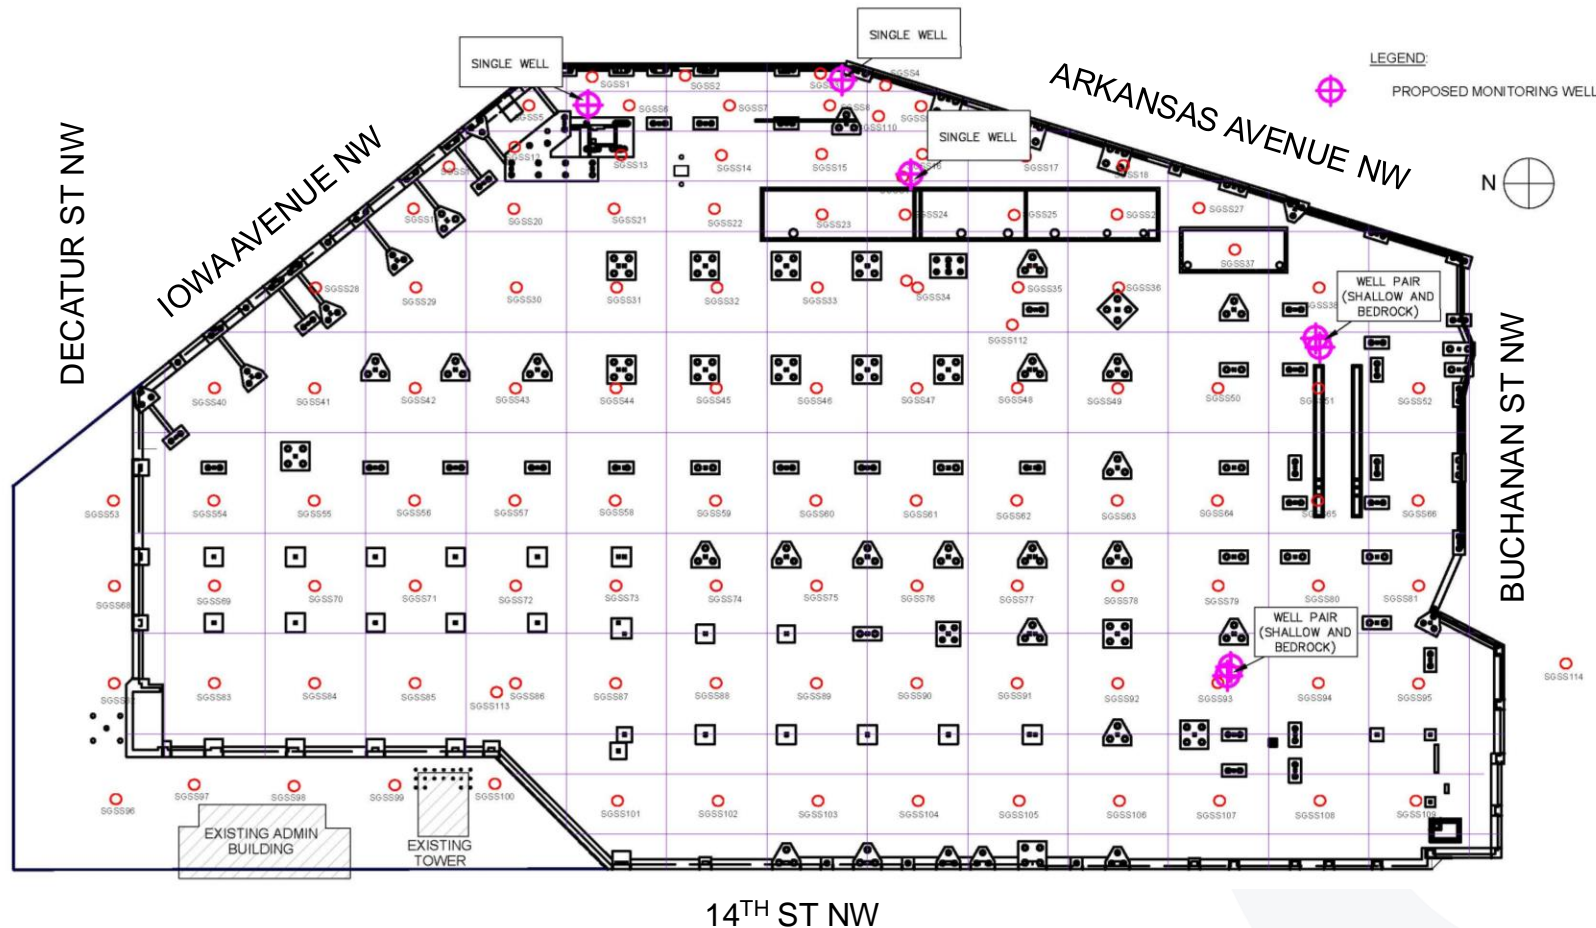 SINGLE WELL
SINGLE WELL
LEGEND:
PROPOSED MONITORING WELL
ARKANSAS AVENUE NW
IOWA AVENUE NW
DECATUR ST NW
BUCHANAN ST NW
N
SGSS1
SGSS2
SGSS4
SGSS5
SGSS6
SGSS7
SGSS8
SGSS110
SINGLE WELL
SGSS13
SGSS14
SGSS15
SGSS17
SGSS18
SGSS20
SGSS21
SGSS22
SGSS23
SGSS24
SGSS25
SGSS27
SGSS37
SGSS28
SGSS29
SGSS30
SGSS31
SGSS32
SGSS33
SGSS34
SGSS35
SGSS36
WELL PAIR
(SHALLOW AND
BEDROCK)
SGSS112
SGSS40
SGSS41
SGSS42
SGSS43
SGSS44
SGSS45
SGSS46
SGSS47
SGSS48
SGSS49
SGSS50
SGSS52
SGSS53
SGSS54
SGSS55
SGSS56
SGSS57
SGSS58
SGSS59
SGSS60
SGSS61
SGSS62
SGSS63
SGSS64
SGSS66
SGSS68
SGSS69
SGSS70
SGSS71
SGSS72
SGSS73
SGSS74
SGSS75
SGSS76
SGSS77
SGSS78
SGSS79
SGSS80
SGSS81
WELL PAIR
(SHALLOW AND
BEDROCK)
SGSS83
SGSS84
SGSS85
SGSS113
SGSS86
SGSS87
SGSS88
SGSS89
SGSS90
SGSS91
SGSS92
SGSS93
SGSS94
SGSS95
SGSS114
SGSS96
SGSS97
SGSS98
SGSS99
SGSS100
SGSS101
SGSS102
SGSS103
SGSS104
SGSS105
SGSS106
SGSS107
SGSS108
SGSS109
EXISTING ADMIN
BUILDING
EXISTING
TOWER
14TH ST NW